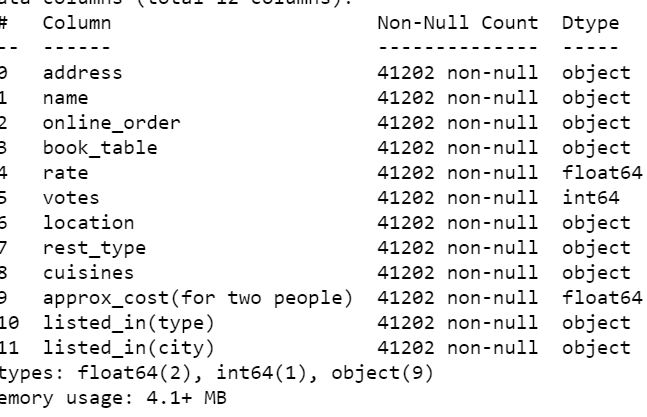 ata columns (total 12 columns):
#   Column                       Non-Null Count  Dtype
--  ------                       --------------  -----
0   address                      41202 non-null  object
1   name                         41202 non-null  object
2   online_order                 41202 non-null  object
3   book_table                   41202 non-null  object
4   rate                         41202 non-null  float64
5   votes                        41202 non-null  int64
6   location                     41202 non-null  object
7   rest_type                    41202 non-null  object
8   cuisines                     41202 non-null  object
9   approx_cost(for two people)  41202 non-null  float64
10  listed_in(type)              41202 non-null  object
11  listed_in(city)              41202 non-null  object
types: float64(2), int64(1), object(9)
emory usage: 4.1+ MB